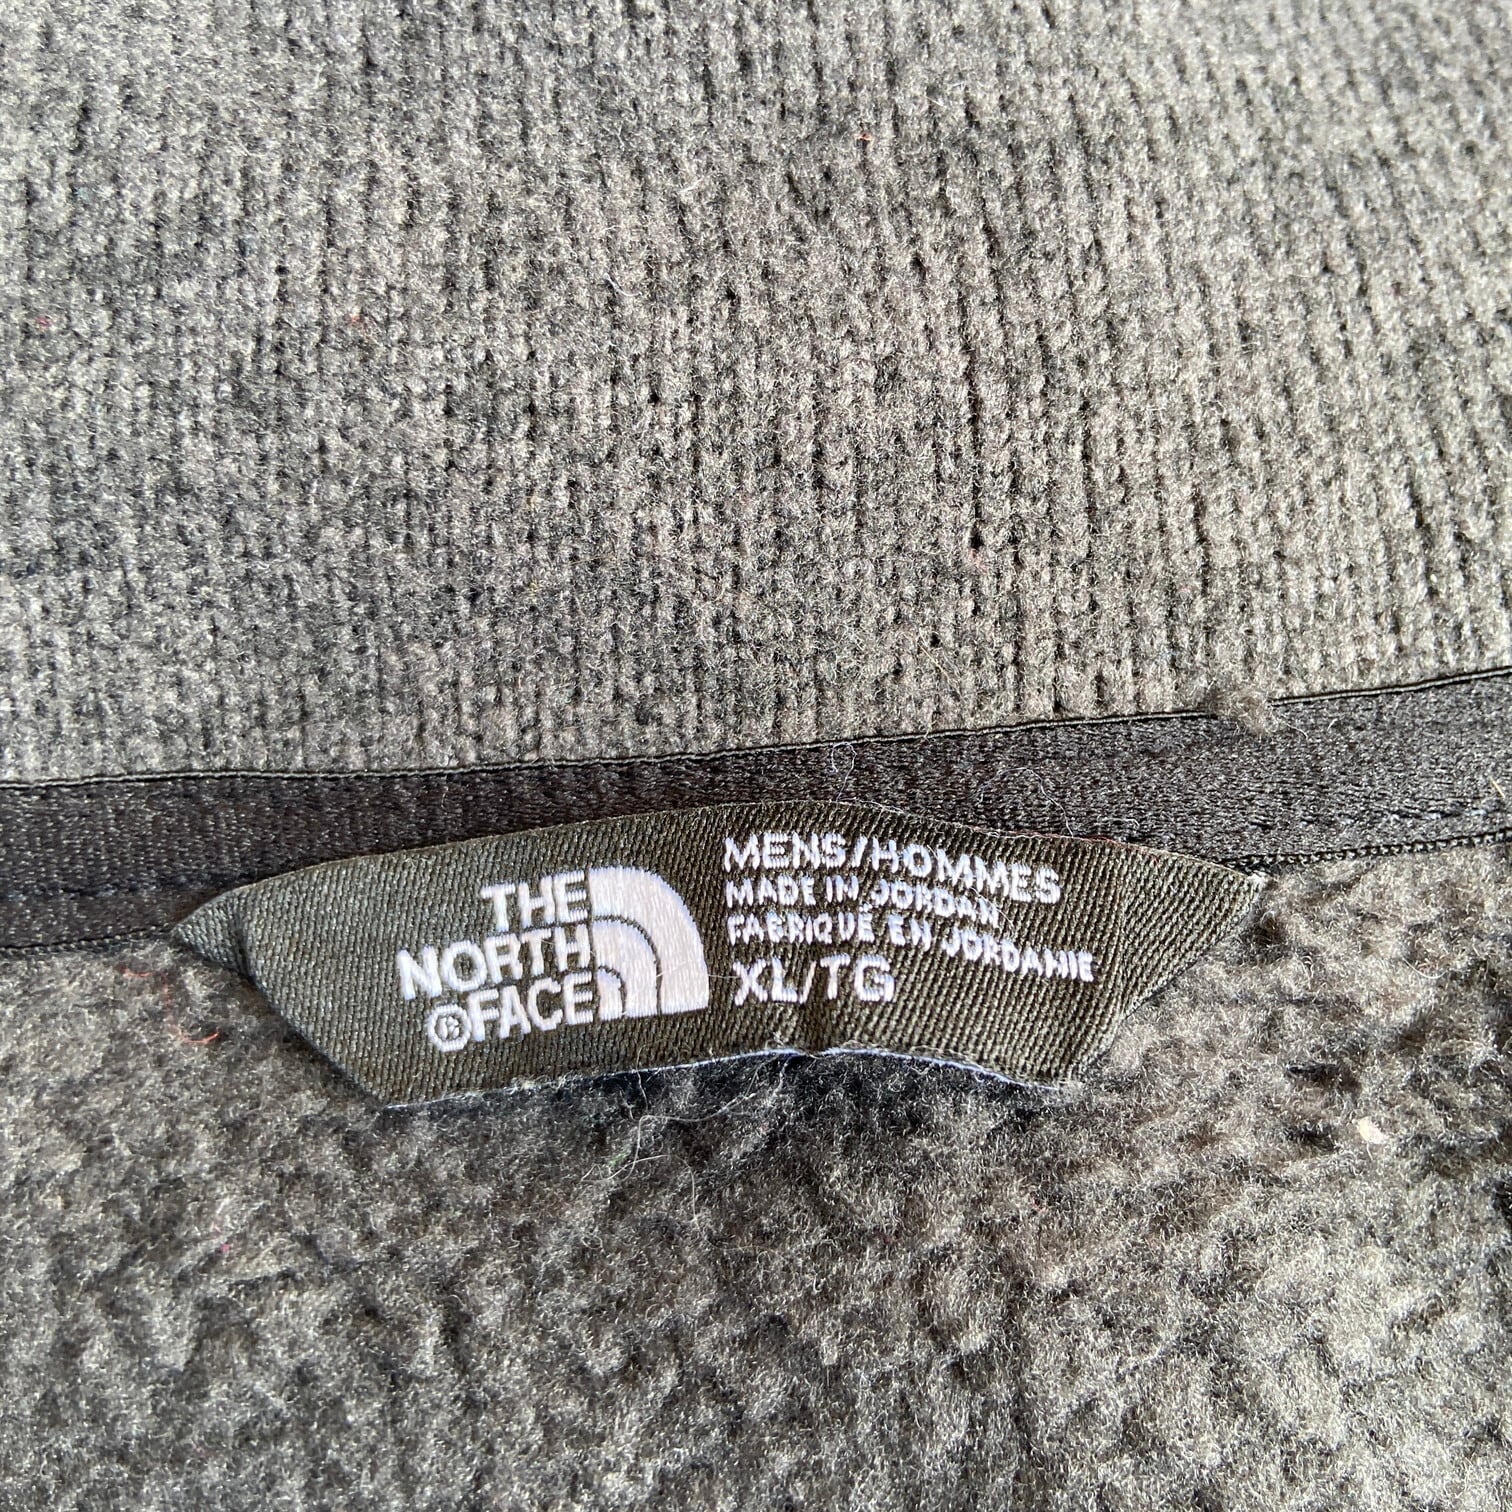 THE
NORTH
®FACE
MENS/HOMMES
MADE IN JORDAN
FABRIQUÉ EN JORDANIE
XL/TG